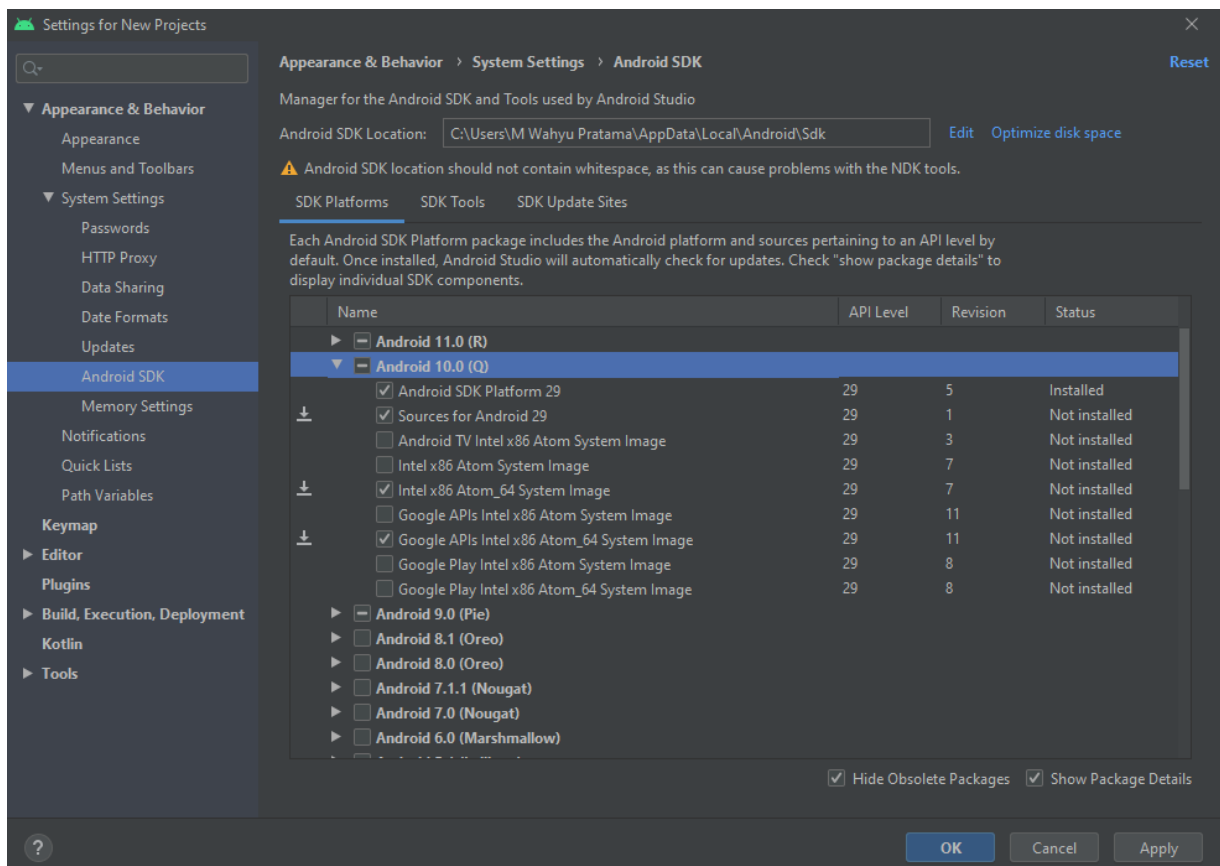 Settings for New Projects
Appearance & Behavior
Appearance
Menus and Toolbars
System Settings
Passwords
HTTP Proxy
Data Sharing
Date Formats
Updates
Android SDK
Memory Settings
Notifications
Quick Lists
Path Variables
Keymap
Editor
Plugins
Build, Execution, Deployment
Kotlin
Tools
Appearance & Behavior › System Settings › Android SDK Reset
Manager for the Android SDK and Tools used by Android Studio
Android SDK Location: C:\Users\M Wahyu Pratama\AppData\Local\Android\Sdk Edit Optimize disk space
Android SDK location should not contain whitespace, as this can cause problems with the NDK tools.
SDK Platforms SDK Tools SDK Update Sites
Each Android SDK Platform package includes the Android platform and sources pertaining to an API level by
default. Once installed, Android Studio will automatically check for updates. Check "show package details" to
display individual SDK components.
Name API Level Revision Status
Android 11.0 (R)
Android 10.0 (Q)
Android SDK Platform 29 29 5 Installed
Sources for Android 29 29 1 Not installed
Android TV Intel x86 Atom System Image 29 3 Not installed
Intel x86 Atom System Image 29 7 Not installed
Intel x86 Atom_64 System Image 29 7 Not installed
Google APIs Intel x86 Atom System Image 29 11 Not installed
Google APIs Intel x86 Atom_64 System Image 29 11 Not installed
Google Play Intel x86 Atom System Image 29 8 Not installed
Google Play Intel x86 Atom_64 System Image 29 8 Not installed
Android 9.0 (Pie)
Android 8.1 (Oreo)
Android 8.0 (Oreo)
Android 7.1.1 (Nougat)
Android 7.0 (Nougat)
Android 6.0 (Marshmallow)
Hide Obsolete Packages Show Package Details
? OK Cancel Apply